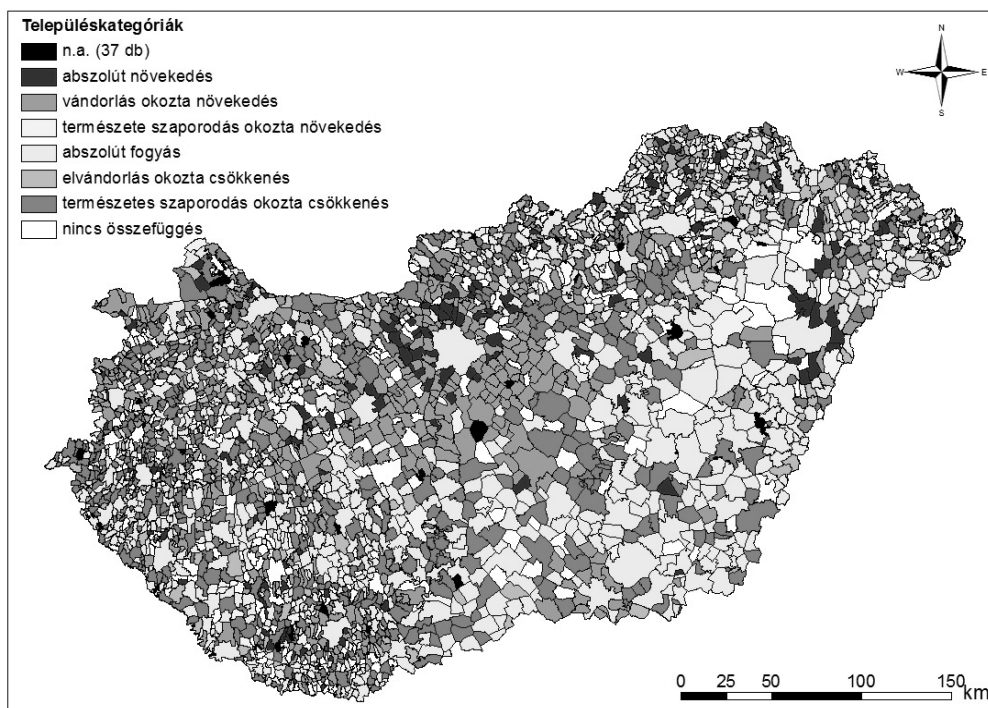 Településkategóriák
n.a. (37 db)
abszolút növekedés
vándorlás okozta növekedés
természete szaporodás okozta növekedés
abszolút fogyás
elvándorlás okozta csökkenés
természetes szaporodás okozta csökkenés
nincs összefüggés
N
W E
S
0 25 50 100 150
km